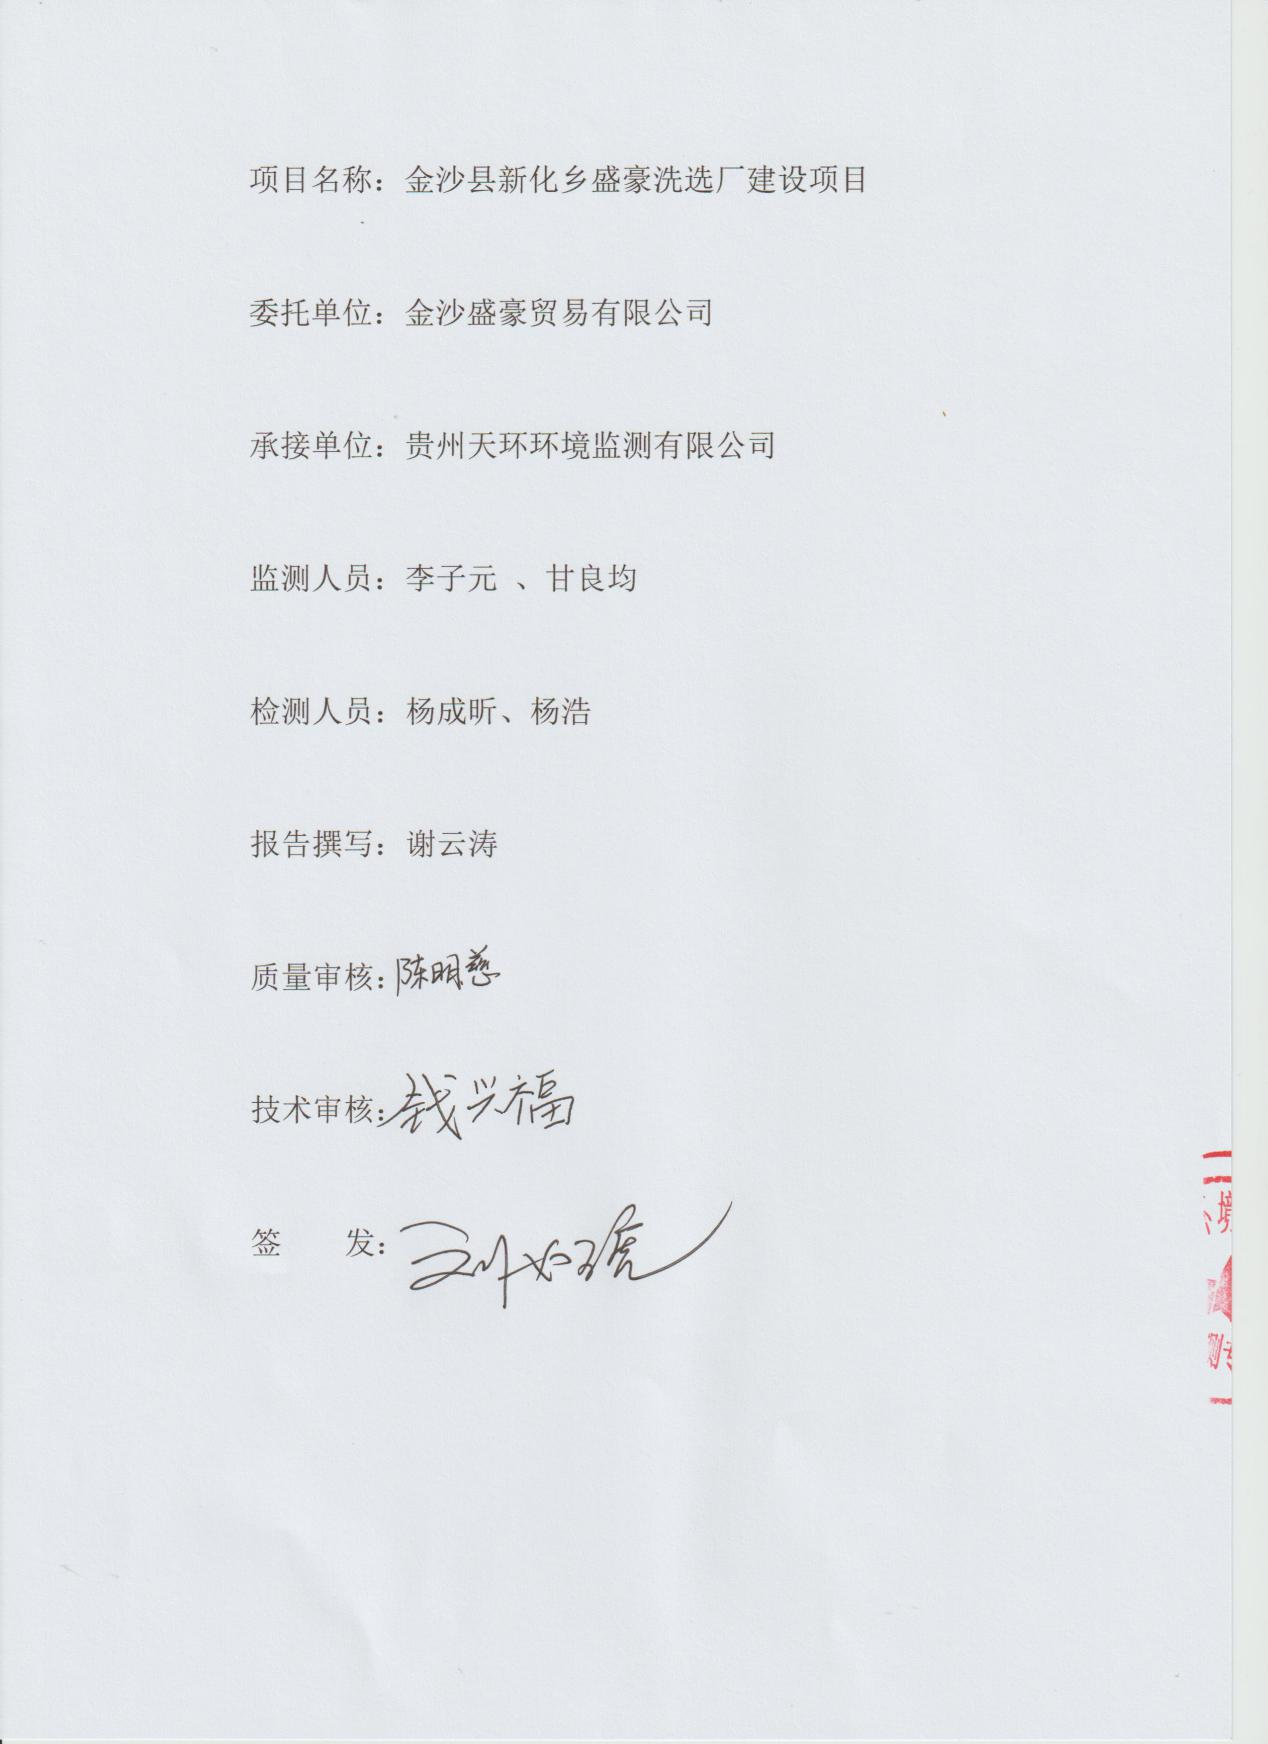 项目名称：金沙县新化乡盛豪洗选厂建设项目
委托单位：金沙盛豪贸易有限公司
承接单位：贵州天环环境监测有限公司
监测人员：李子元 、甘良均
检测人员：杨成昕、杨浩
报告撰写：谢云涛
质量审核：陈明慈
技术审核：钱兴福
签　　发：刘
境
测专